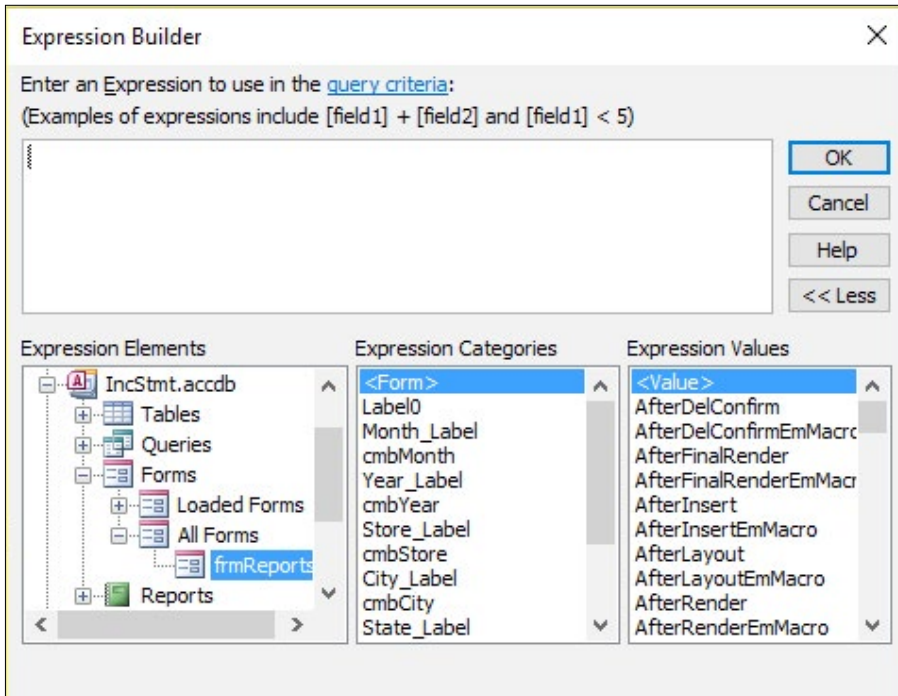 Expression Builder
Enter an Expression to use in the query criteria:
(Examples of expressions include [field1] + [field2] and [field1] < 5)
OK
Cancel
Help
<< Less
Expression Elements
IncStmt.accdb
Tables
Queries
Forms
Loaded Forms
All Forms
frmReports
Reports
Expression Categories
<Form>
Label0
Month_Label
cmbMonth
Year_Label
cmbYear
Store_Label
cmbStore
City_Label
cmbCity
State_Label
Expression Values
<Value>
AfterDelConfirm
AfterDelConfirmEmMacrc
AfterFinalRender
AfterFinalRenderEmMacr
AfterInsert
AfterInsertEmMacro
AfterLayout
AfterLayoutEmMacro
AfterRender
AfterRenderEmMacro